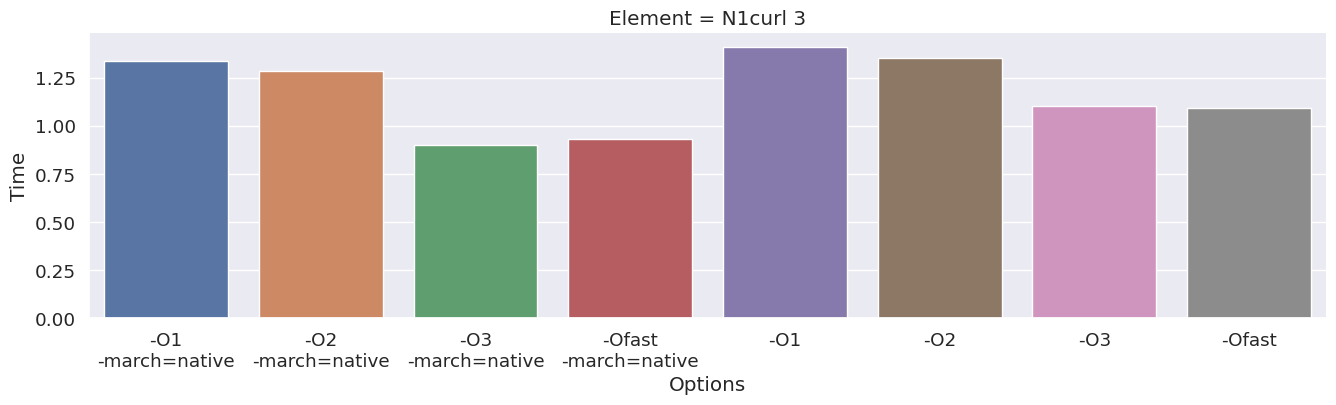 Element = N1curl 3
Time
1.25
1.00
0.75
0.50
0.25
0.00
-O1
-march=native
-O2
-march=native
-O3
-march=native
-Ofast
-march=native
-O1
-O2
-O3
-Ofast
Options